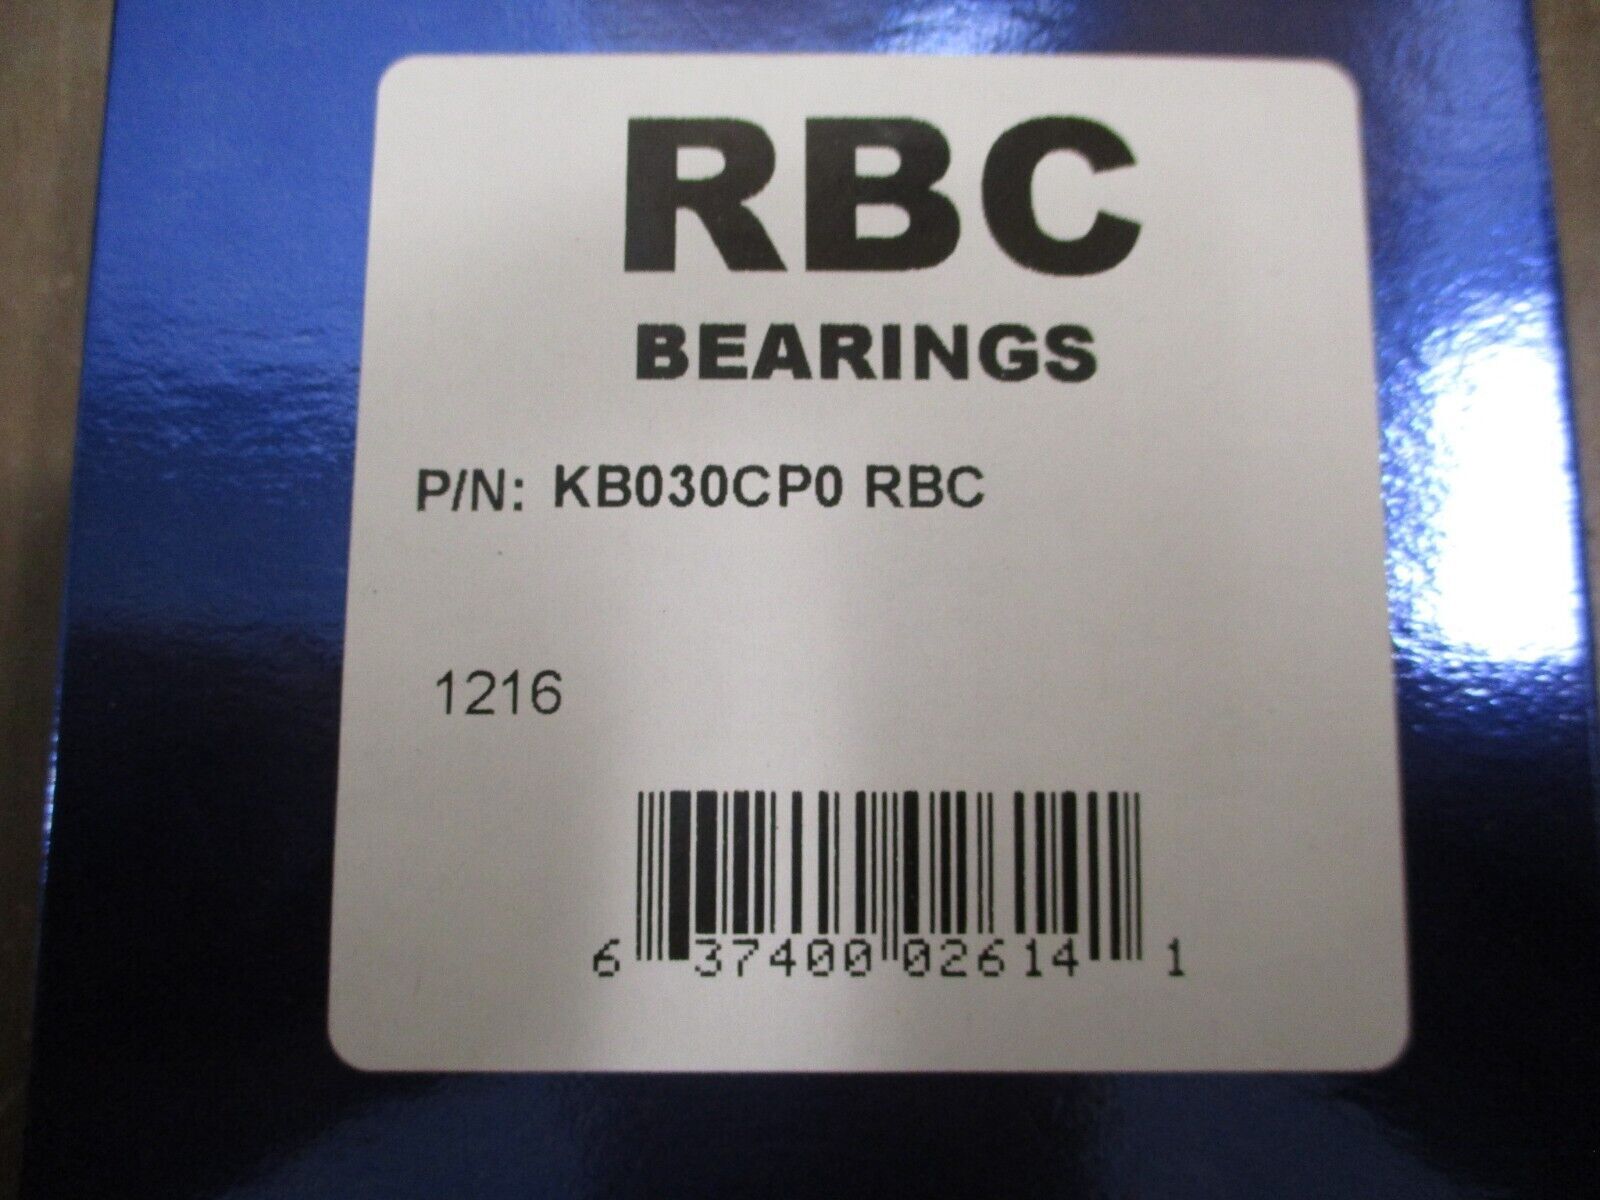 RBC
BEARINGS
P/N: KB030CP0 RBC
1216
6 37400 02614 1